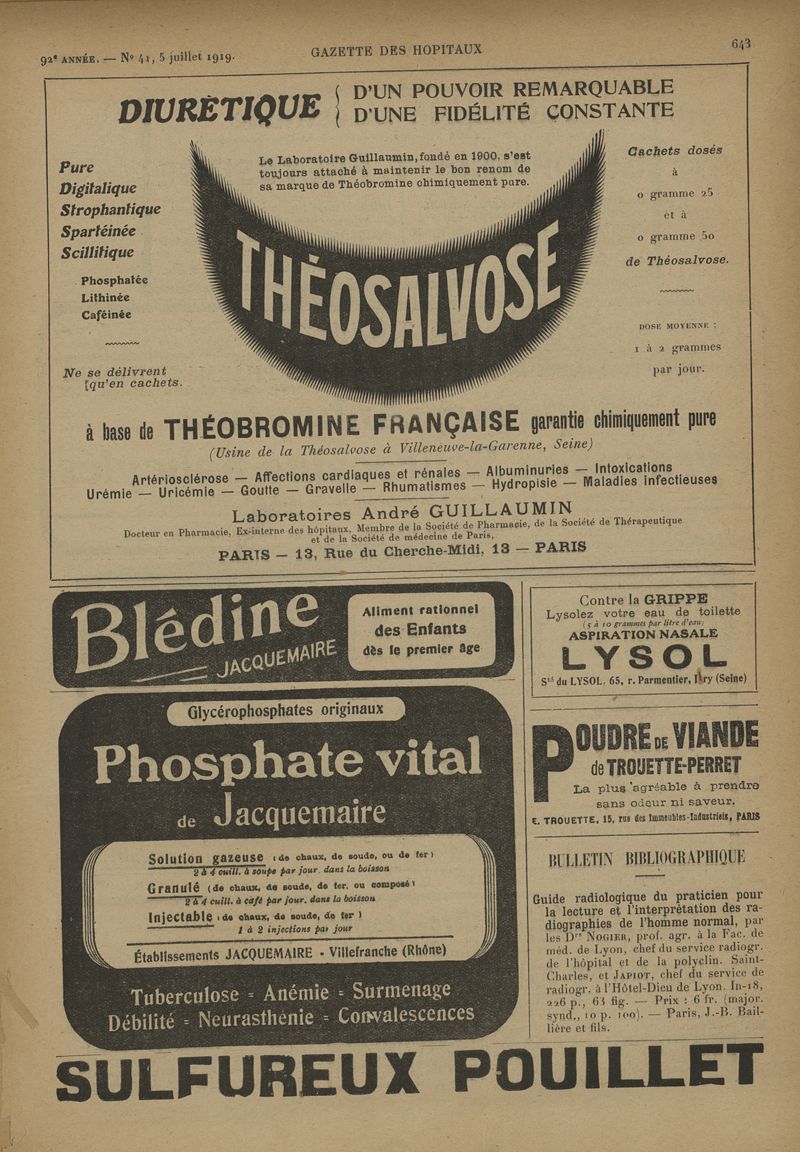 92e ANNÉE. — No 41, 5 juillet 1919.
GAZETTE DES HOPITAUX
643
DIURÉTIQUE
D'UN POUVOIR REMARQUABLE
D'UNE FIDÉLITÉ CONSTANTE
Pure
Digitalique
Strophantique
Spartéinée
Scillitique
Phosphatée
Lithinée
Caféinée
Ne se délivrent
[qu'en cachets.
Le Laboratoire Guillaumin, fondé en 1900, s'est
toujours attaché à maintenir le bon renom de
sa marque de Théobromine chimiquement pure.
THÉOSALVOSE
Cachets dosés
à
0 gramme 25
et à
0 gramme 50
de Théosalvose.
DOSE MOYENNE :
1 à 2 grammes
par jour.
à base de THÉOBROMINE FRANÇAISE garantie chimiquement pure
(Usine de la Théosalvose à Villeneuve-la-Garenne, Seine)
Artériosclérose — Affections cardiaques et rénales — Albuminuries — Intoxications
Urémie — Uricémie — Goutte — Gravelle — Rhumatismes — Hydropisie — Maladies infectieuses
Laboratoires André GUILLAUMIN
Docteur en Pharmacie, Ex-interne des hôpitaux, Membre de la Société de Pharmacie, de la Société de Thérapeutique
et de la Société de médecine de Paris,
PARIS — 13, Rue du Cherche-Midi, 13 — PARIS
Blédine
JACQUEMAIRE
Aliment rationnel
des Enfants
dès le premier âge
Glycérophosphates originaux
Phosphate vital
de Jacquemaire
Solution gazeuse (de chaux, de soude, ou de fer)
2 à 4 cuill. à soupe par jour dans la boisson
Granulé (de chaux, de soude, de fer, ou composé)
2 à 4 cuill. à café par jour. dans la boisson
Injectable (de chaux, de soude, de fer)
1 à 2 injections par jour
Établissements JACQUEMAIRE - Villefranche (Rhône)
Tuberculose = Anémie = Surmenage
Débilité = Neurasthénie = Convalescences
Contre la GRIPPE
Lysolez votre eau de toilette
(5 à 10 grammes par litre d'eau)
ASPIRATION NASALE
LYSOL
Sté du LYSOL, 65, r. Parmentier, Ivry (Seine)
POUDRE DE VIANDE
de TROUETTE-PERRET
La plus agréable à prendre
sans odeur ni saveur.
E. TROUETTE, 15, rue des Immeubles-Industriels, PARIS
BULLETIN BIBLIOGRAPHIQUE
Guide radiologique du praticien pour
la lecture et l'interprétation des ra-
diographies de l'homme normal, par
les Drs NOGIER, prof. agr. à la Fac. de
méd. de Lyon, chef du service radiogr.
de l'hôpital et de la polyclin. Saint-
Charles, et JAPIOT, chef du service de
radiogr. à l'Hôtel-Dieu de Lyon. In-18,
226 p., 63 fig. — Prix : 6 fr. (major.
synd., 10 p. 100). — Paris, J.-B. Bail-
lière et fils.
SULFUREUX POUILLET